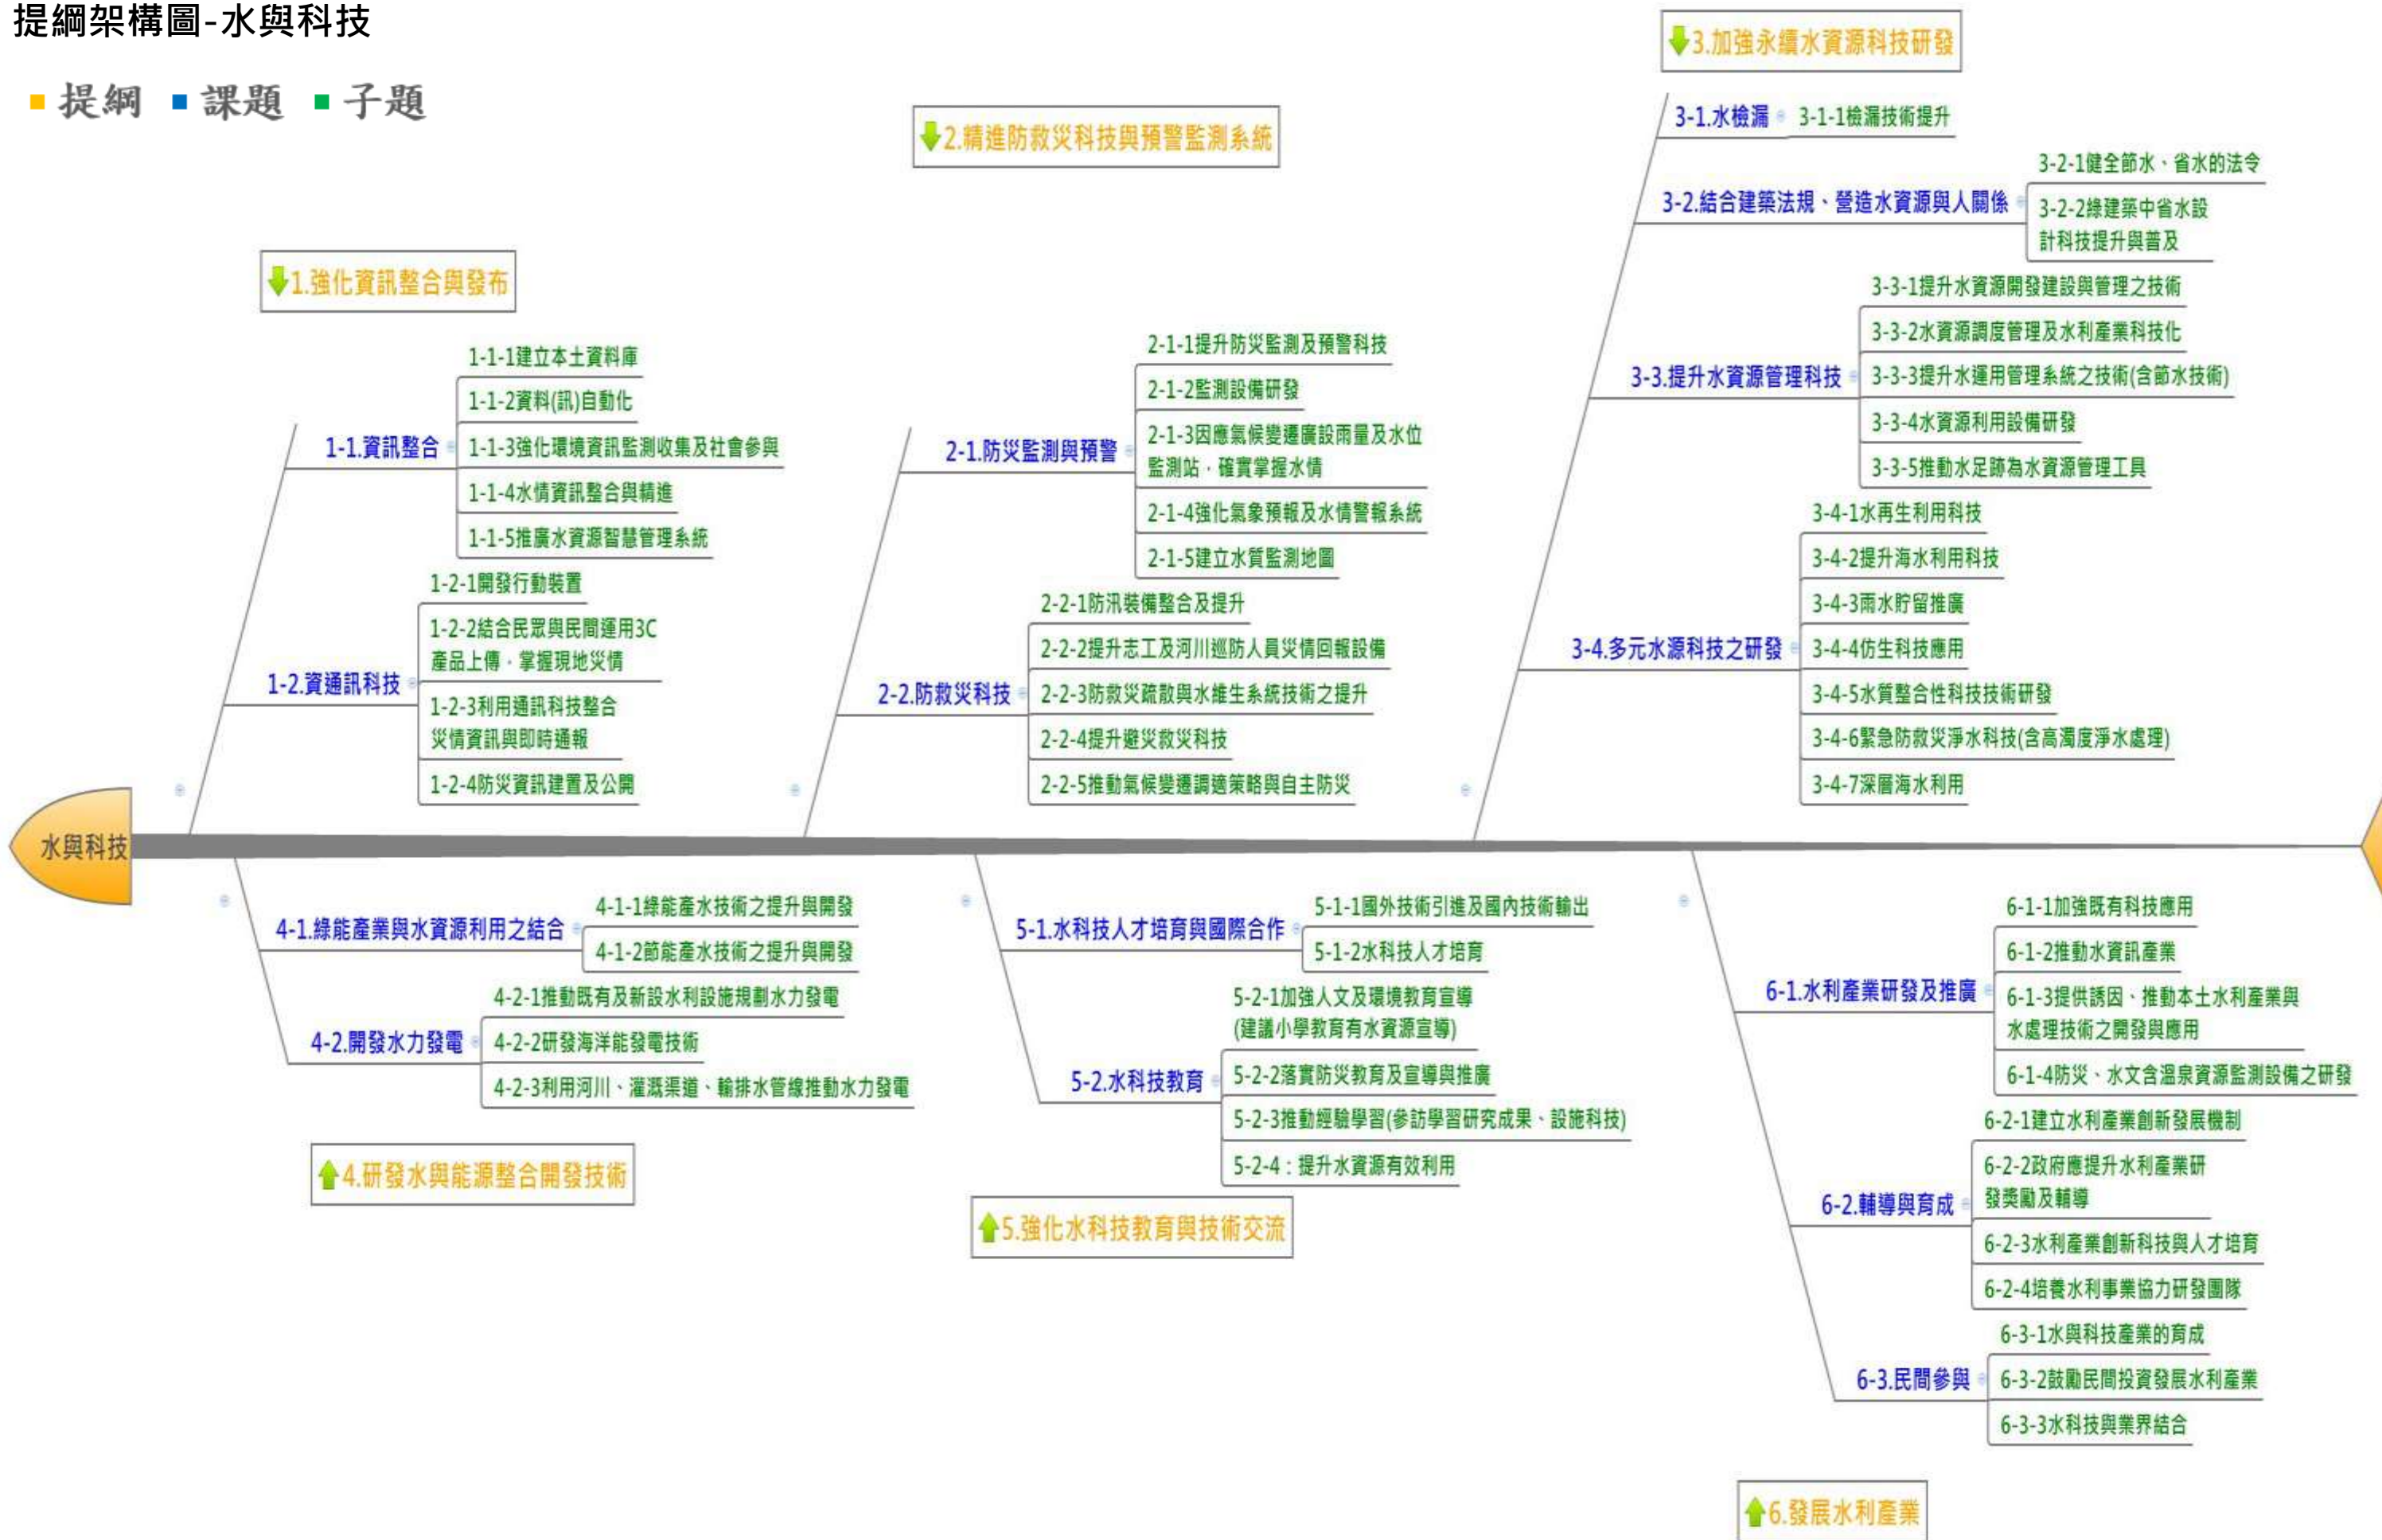 提綱架構圖-水與科技
提綱 課題 子題
1.強化資訊整合與發布
1-1.資訊整合
1-1-1建立本土資料庫
1-1-2資料(訊)自動化
1-1-3強化環境資訊監測收集及社會參與
1-1-4水情資訊整合與精進
1-1-5推廣水資源智慧管理系統
1-2.資通訊科技
1-2-1開發行動裝置
1-2-2結合民眾與民間運用3C
產品上傳，掌握現地災情
1-2-3利用通訊科技整合
災情資訊與即時通報
1-2-4防災資訊建置及公開
2.精進防救災科技與預警監測系統
2-1.防災監測與預警
2-1-1提升防災監測及預警科技
2-1-2監測設備研發
2-1-3因應氣候變遷廣設雨量及水位
監測站，確實掌握水情
2-1-4強化氣象預報及水情警報系統
2-1-5建立水質監測地圖
2-2.防救災科技
2-2-1防汛裝備整合及提升
2-2-2提升志工及河川巡防人員災情回報設備
2-2-3防救災疏散與水維生系統技術之提升
2-2-4提升避災救災科技
2-2-5推動氣候變遷調適策略與自主防災
3.加強永續水資源科技研發
3-1.水檢漏
3-1-1檢漏技術提升
3-2.結合建築法規、營造水資源與人關係
3-2-1健全節水、省水的法令
3-2-2綠建築中省水設
計科技提升與普及
3-3.提升水資源管理科技
3-3-1提升水資源開發建設與管理之技術
3-3-2水資源調度管理及水利產業科技化
3-3-3提升水運用管理系統之技術(含節水技術)
3-3-4水資源利用設備研發
3-3-5推動水足跡為水資源管理工具
3-4.多元水源科技之研發
3-4-1水再生利用科技
3-4-2提升海水利用科技
3-4-3雨水貯留推廣
3-4-4仿生科技應用
3-4-5水質整合性科技技術研發
3-4-6緊急防救災淨水科技(含高濁度淨水處理)
3-4-7深層海水利用
水與科技
4-1.綠能產業與水資源利用之結合
4-1-1綠能產水技術之提升與開發
4-1-2節能產水技術之提升與開發
4-2.開發水力發電
4-2-1推動既有及新設水利設施規劃水力發電
4-2-2研發海洋能發電技術
4-2-3利用河川、灌溉渠道、輸排水管線推動水力發電
4.研發水與能源整合開發技術
5-1.水科技人才培育與國際合作
5-1-1國外技術引進及國內技術輸出
5-1-2水科技人才培育
5-2.水科技教育
5-2-1加強人文及環境教育宣導
(建議小學教育有水資源宣導)
5-2-2落實防災教育及宣導與推廣
5-2-3推動經驗學習(參訪學習研究成果、設施科技)
5-2-4：提升水資源有效利用
5.強化水科技教育與技術交流
6-1.水利產業研發及推廣
6-1-1加強既有科技應用
6-1-2推動水資訊產業
6-1-3提供誘因、推動本土水利產業與
水處理技術之開發與應用
6-1-4防災、水文含溫泉資源監測設備之研發
6-2.輔導與育成
6-2-1建立水利產業創新發展機制
6-2-2政府應提升水利產業研
發獎勵及輔導
6-2-3水利產業創新科技與人才培育
6-2-4培養水利事業協力研發團隊
6-3.民間參與
6-3-1水與科技產業的育成
6-3-2鼓勵民間投資發展水利產業
6-3-3水科技與業界結合
6.發展水利產業